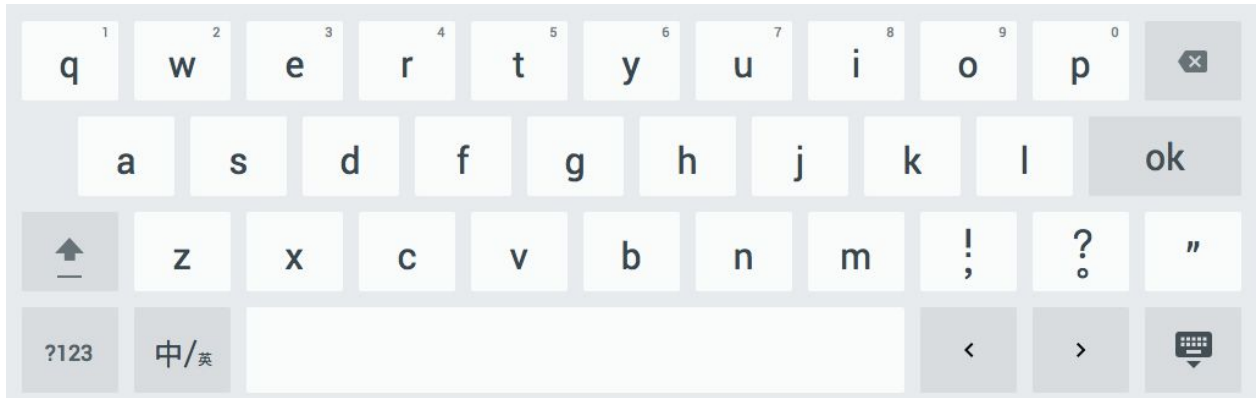 q 1 w 2 e 3 r 4 t 5 y 6 u 7 i 8 o 9 p 0
a s d f g h j k l ok
z x c v b n m ! , ? 。 "
?123 中/英 < >